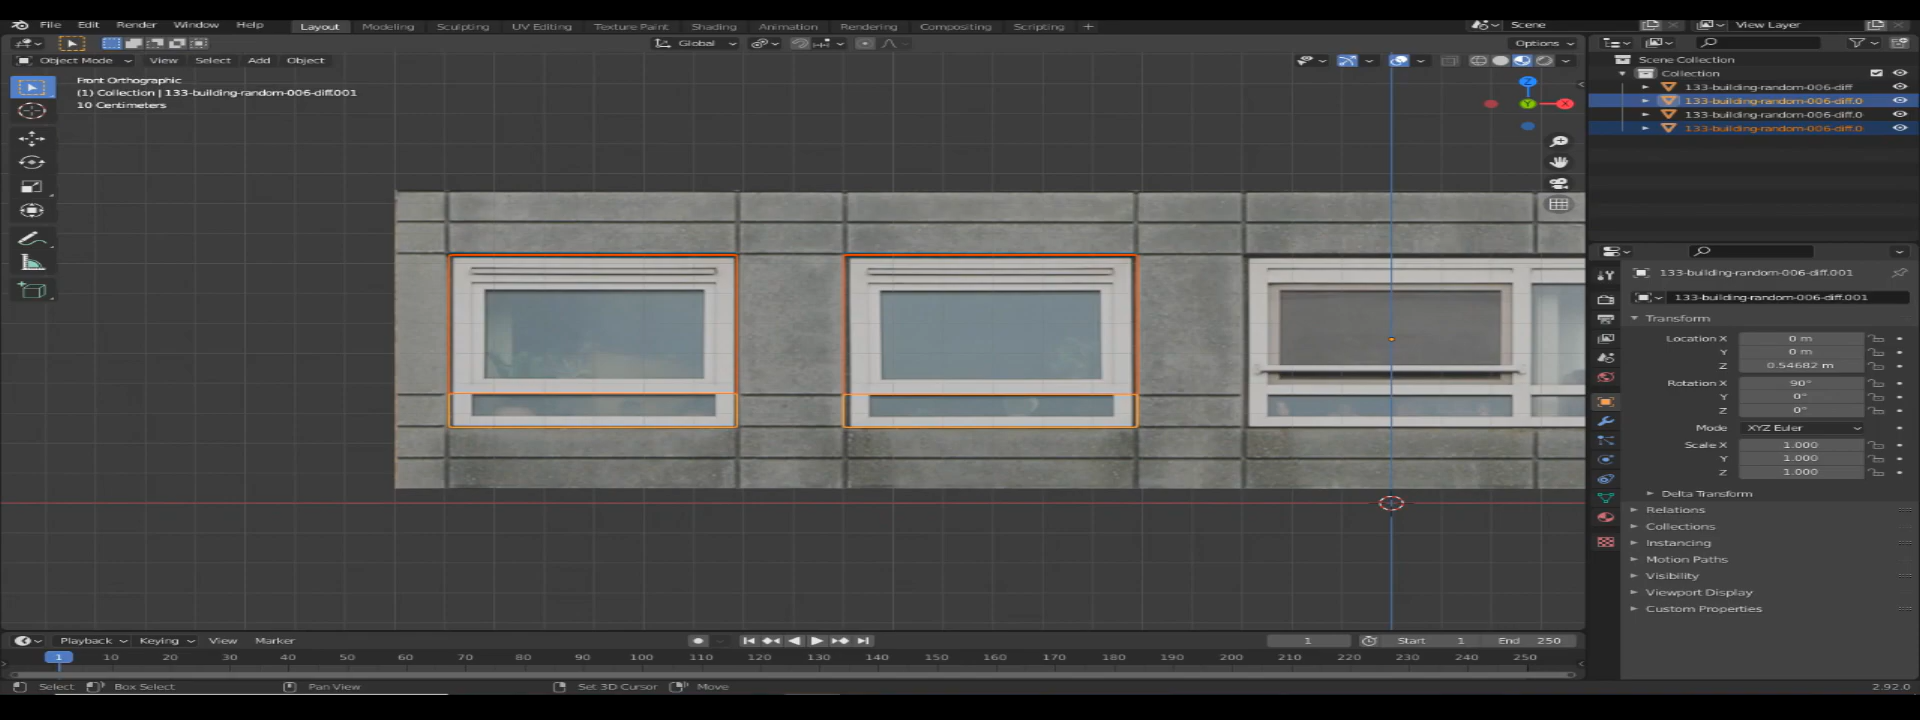 File Edit Render Window Help Layout Modeling Sculpting UV Editing Texture Paint Shading Animation Rendering Compositing Scripting + Scene View Layer
Global Options
Object Mode View Select Add Object
Front Orthographic
(1) Collection | 133-building-random-006-diff.001
10 Centimeters
Z
Y
X
Scene Collection
Collection
133-building-random-006-diff
133-building-random-006-diff.0
133-building-random-006-diff.0
133-building-random-006-diff.0
133-building-random-006-diff.001
133-building-random-006-diff.001
Transform
Location X 0 m
Y 0 m
Z 0.54682 m
Rotation X 90°
Y 0°
Z 0°
Mode XYZ Euler
Scale X 1.000
Y 1.000
Z 1.000
Delta Transform
Relations
Collections
Instancing
Motion Paths
Visibility
Viewport Display
Custom Properties
Playback Keying View Marker 1 Start 1 End 250
1 10 20 30 40 50 60 70 80 90 100 110 120 130 140 150 160 170 180 190 200 210 220 230 240 250
Select Box Select Pan View Set 3D Cursor Move 2.92.0